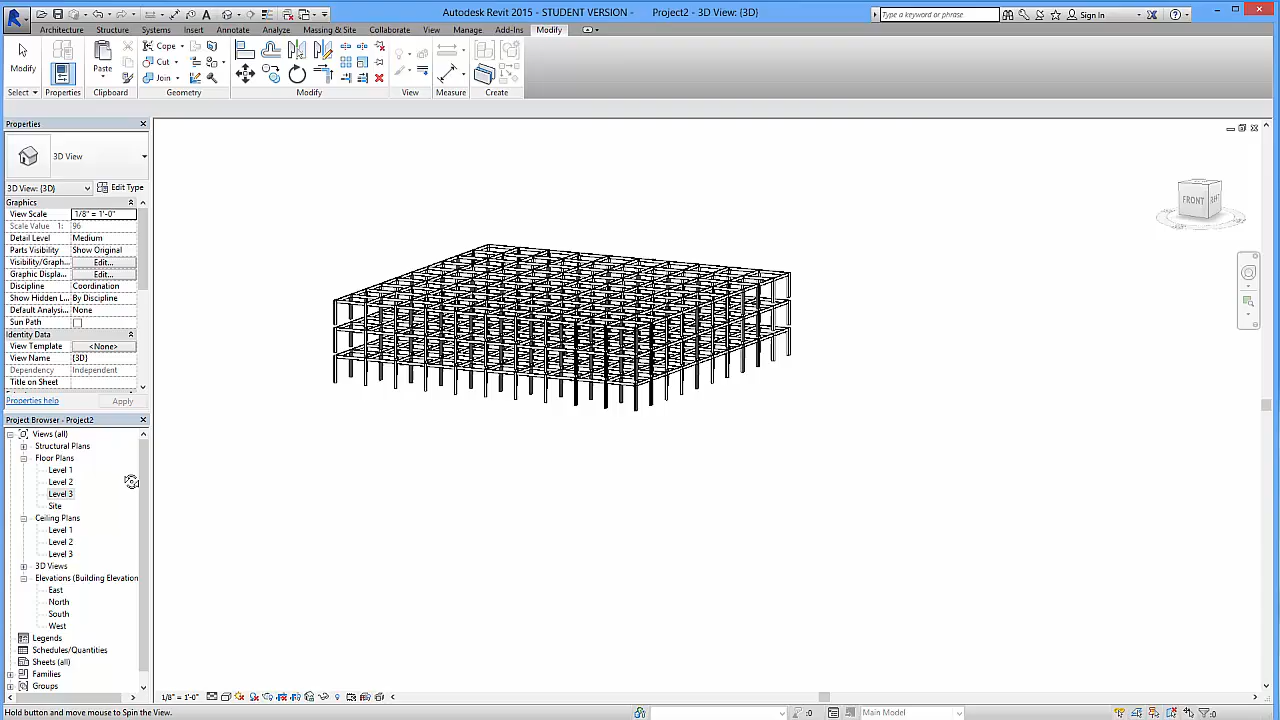 Autodesk Revit 2015 - STUDENT VERSION - Project2 - 3D View: {3D}
Type a keyword or phrase
Sign In
Architecture Structure Systems Insert Annotate Analyze Massing & Site Collaborate View Manage Add-Ins Modify
Modify
Properties
Paste
Cope
Cut
Join
Select Properties Clipboard Geometry Modify View Measure Create
Properties
3D View
3D View: {3D} Edit Type
Graphics
View Scale 1/8" = 1'-0"
Scale Value 1: 96
Detail Level Medium
Parts Visibility Show Original
Visibility/Graph... Edit...
Graphic Displa... Edit...
Discipline Coordination
Show Hidden L... By Discipline
Default Analysi... None
Sun Path
Identity Data
View Template <None>
View Name {3D}
Dependency Independent
Title on Sheet
Properties help Apply
Project Browser - Project2
Views (all)
Structural Plans
Floor Plans
Level 1
Level 2
Level 3
Site
Ceiling Plans
Level 1
Level 2
Level 3
3D Views
Elevations (Building Elevation
East
North
South
West
Legends
Schedules/Quantities
Sheets (all)
Families
Groups
FRONT
1/8" = 1'-0"
Hold button and move mouse to Spin the View.
:0
Main Model
:0